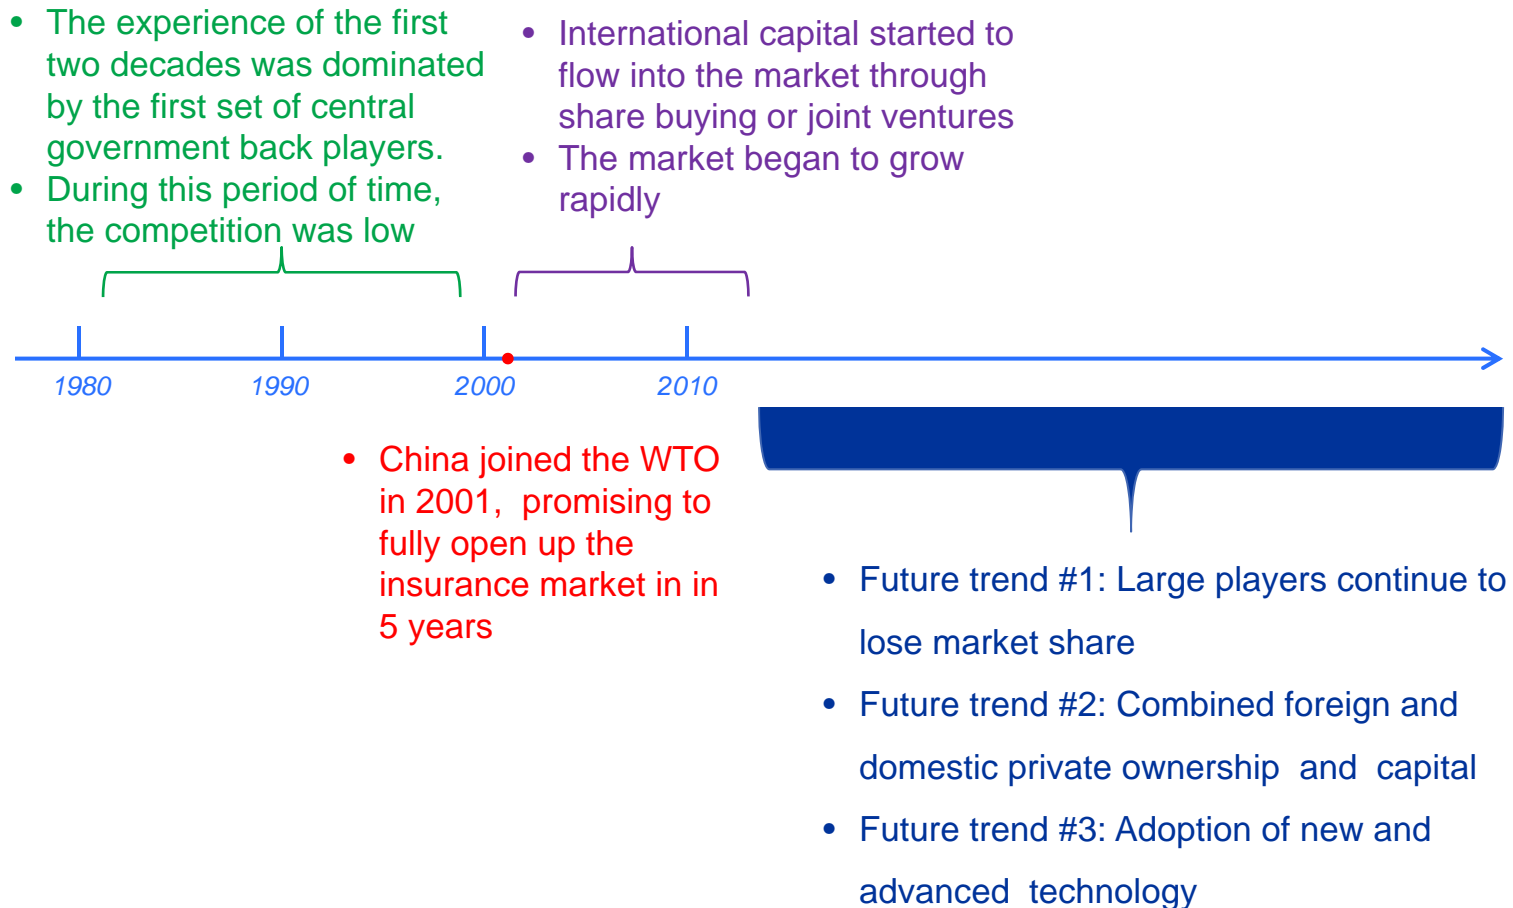 • The experience of the first
two decades was dominated
by the first set of central
government back players.
• During this period of time,
the competition was low
• International capital started to
flow into the market through
share buying or joint ventures
• The market began to grow
rapidly
1980
1990
2000
2010
• China joined the WTO
in 2001, promising to
fully open up the
insurance market in in
5 years
• Future trend #1: Large players continue to
lose market share
• Future trend #2: Combined foreign and
domestic private ownership and capital
• Future trend #3: Adoption of new and
advanced technology